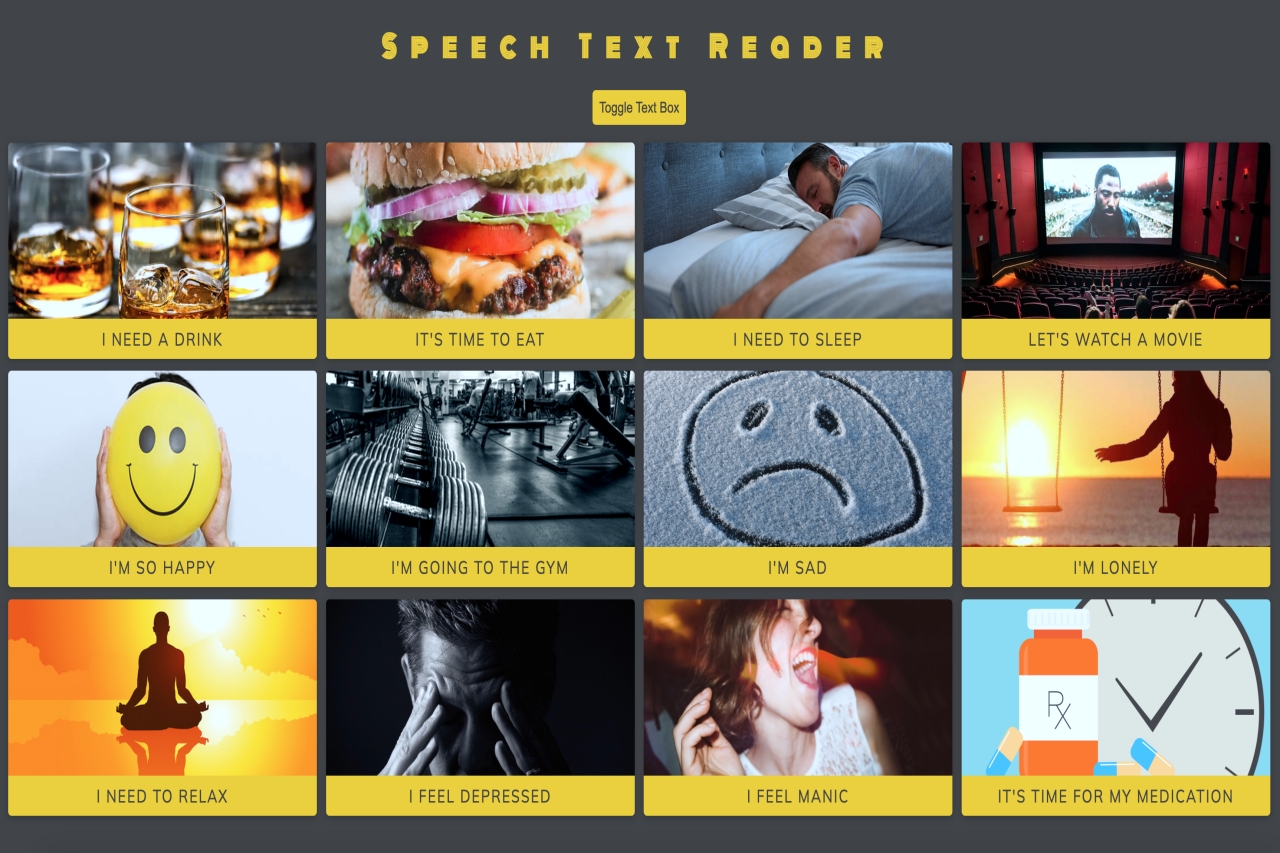 Speech Text Reader
Toggle Text Box
I NEED A DRINK
IT'S TIME TO EAT
I NEED TO SLEEP
LET'S WATCH A MOVIE
I'M SO HAPPY
I'M GOING TO THE GYM
I'M SAD
I'M LONELY
I NEED TO RELAX
I FEEL DEPRESSED
I FEEL MANIC
RX
IT'S TIME FOR MY MEDICATION